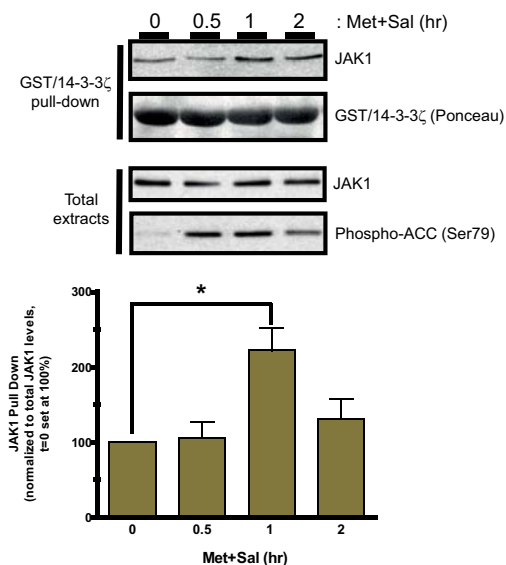 0 0.5 1 2 : Met+Sal (hr)
GST/14-3-3ζ
pull-down
JAK1
GST/14-3-3ζ (Ponceau)
Total
extracts
JAK1
Phospho-ACC (Ser79)
JAK1 Pull Down
(normalized to total JAK1 levels,
t=0 set at 100%)
300
200
100
0
*
0 0.5 1 2
Met+Sal (hr)